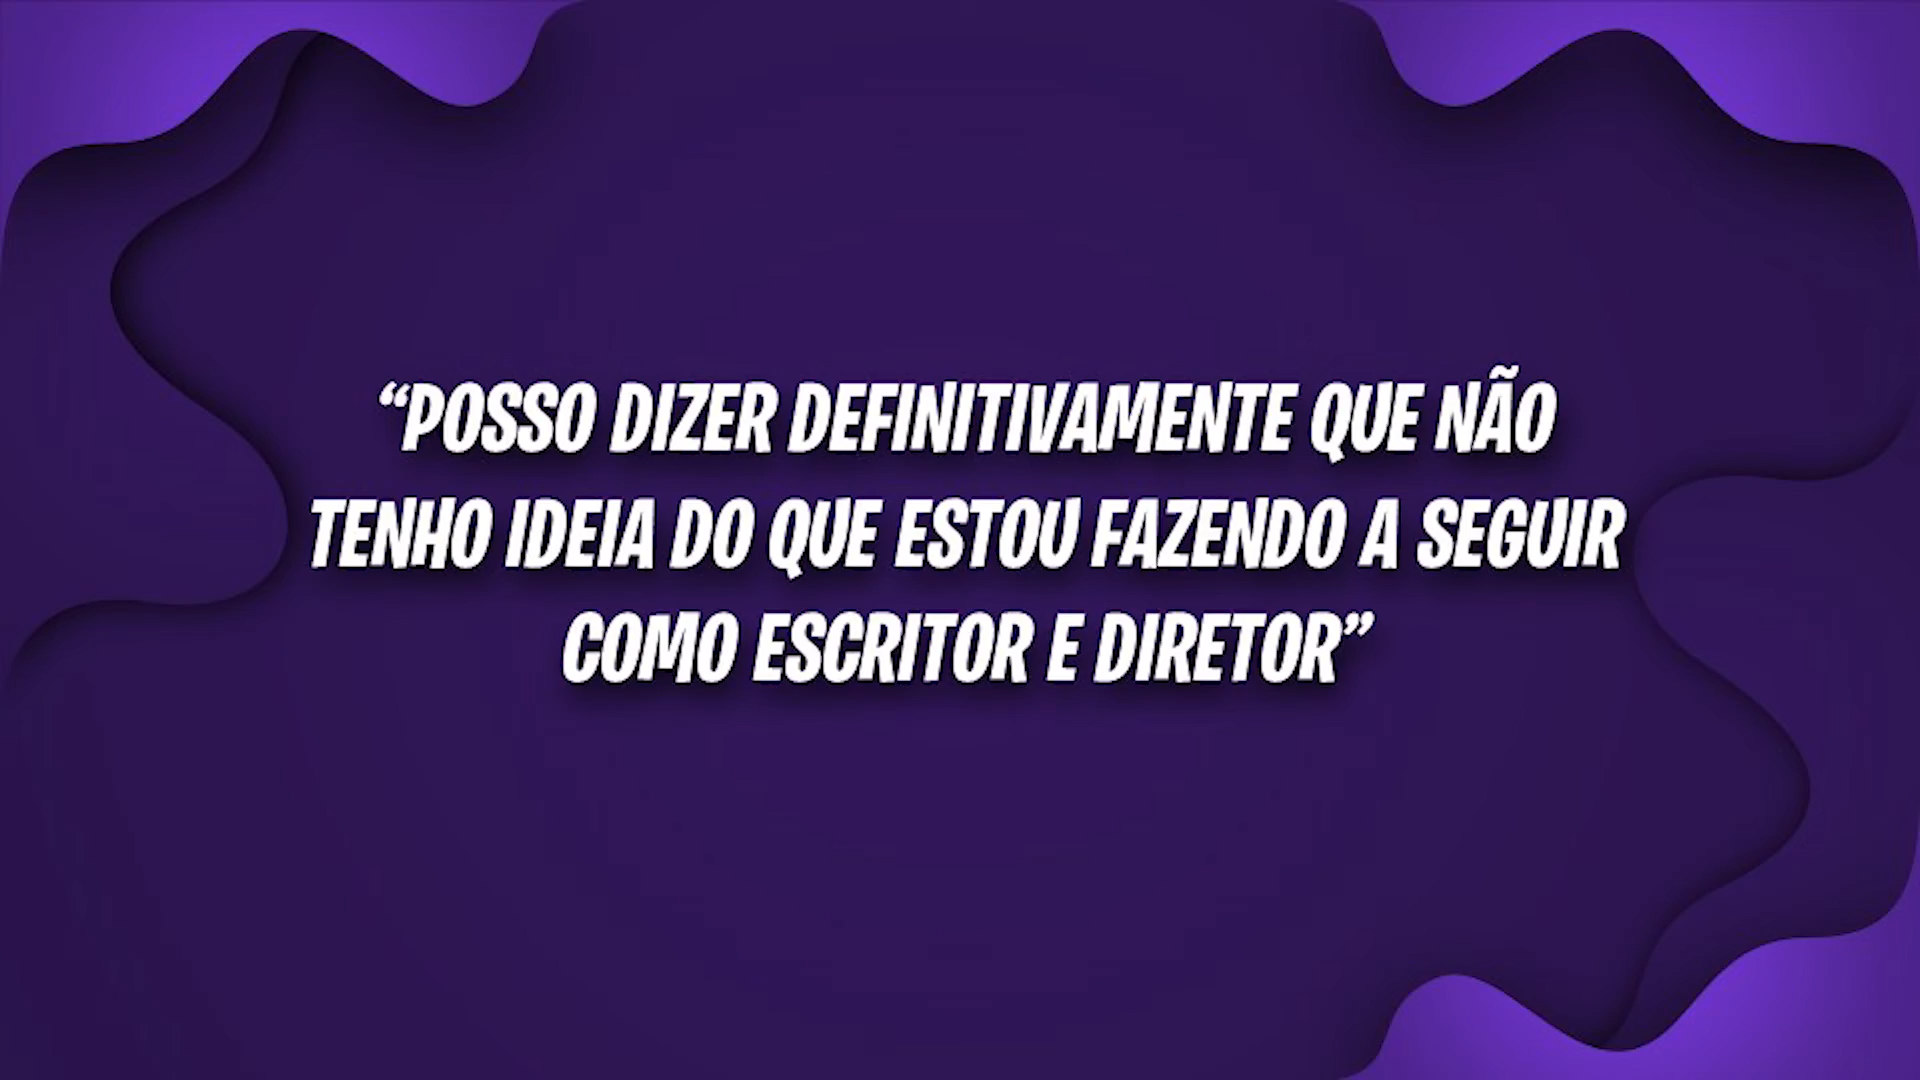 “POSSO DIZER DEFINITIVAMENTE QUE NÃO
TENHO IDEIA DO QUE ESTOU FAZENDO A SEGUIR
COMO ESCRITOR E DIRETOR”